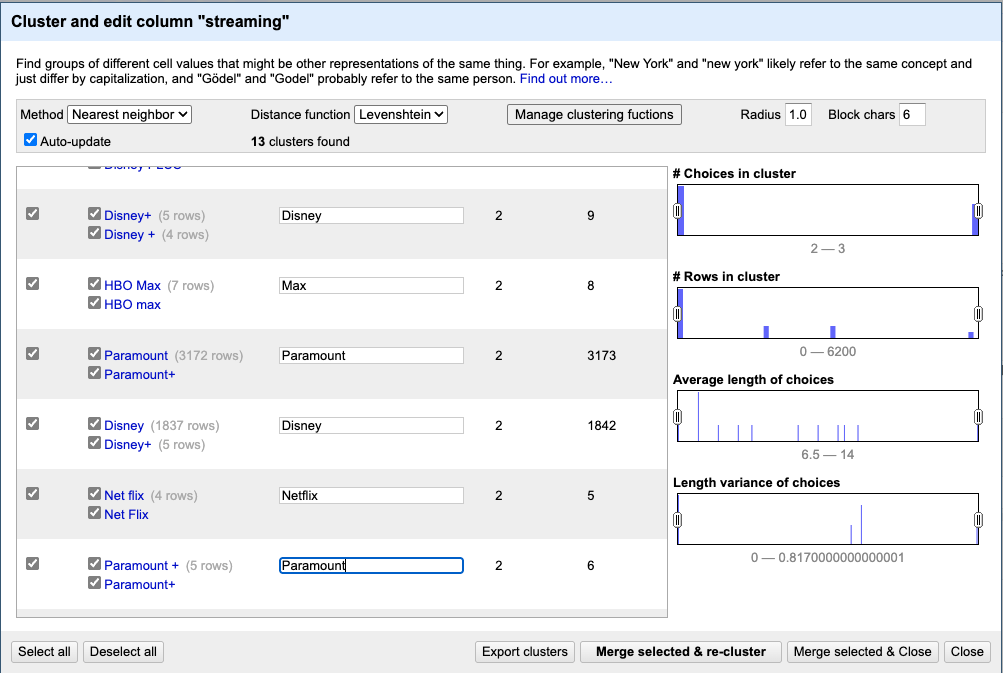 Cluster and edit column "streaming"
Find groups of different cell values that might be other representations of the same thing. For example, "New York" and "new york" likely refer to the same concept and
just differ by capitalization, and "Gödel" and "Godel" probably refer to the same person. Find out more…
Method Nearest neighbor Distance function Levenshtein Manage clustering fuctions Radius 1.0 Block chars 6
Auto-update 13 clusters found
Disney+ (5 rows) Disney 2 9
Disney + (4 rows)
HBO Max (7 rows) Max 2 8
HBO max
Paramount (3172 rows) Paramount 2 3173
Paramount+
Disney (1837 rows) Disney 2 1842
Disney+ (5 rows)
Net flix (4 rows) Netflix 2 5
Net Flix
Paramount + (5 rows) Paramount 2 6
Paramount+
# Choices in cluster
2 — 3
# Rows in cluster
0 — 6200
Average length of choices
6.5 — 14
Length variance of choices
0 — 0.8170000000000001
Select all Deselect all Export clusters Merge selected & re-cluster Merge selected & Close Close